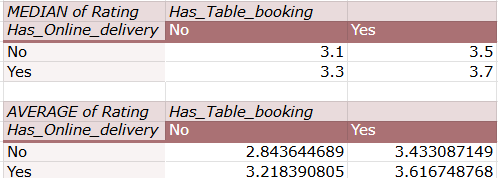 MEDIAN of Rating Has_Table_booking
Has_Online_delivery No Yes
No 3.1 3.5
Yes 3.3 3.7
AVERAGE of Rating Has_Table_booking
Has_Online_delivery No Yes
No 2.843644689 3.433087149
Yes 3.218390805 3.616748768